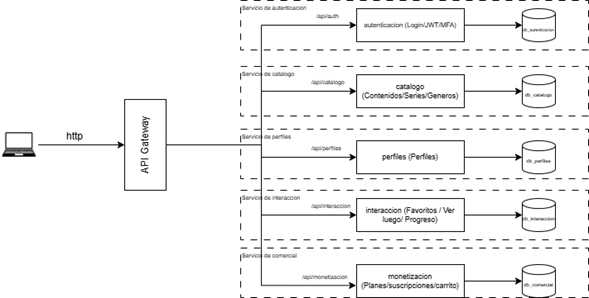 Servicio de autenticacion
/api/auth
autenticacion (Login/JWT/MFA)
db_autenticacion
Servicio de catalogo
/api/catalogo
catalogo
(Contenidos/Series/Generos)
db_catalogo
http
API Gateway
Servicio de perfiles
/api/perfiles
perfiles (Perfiles)
db_perfiles
Servicio de interaccion
/api/interaccion
interaccion (Favoritos / Ver
luego/ Progreso)
db_interaccion
Servicio de comercial
/api/monetizacion
monetizacion
(Planes/suscripciones/carrito)
db_comercial